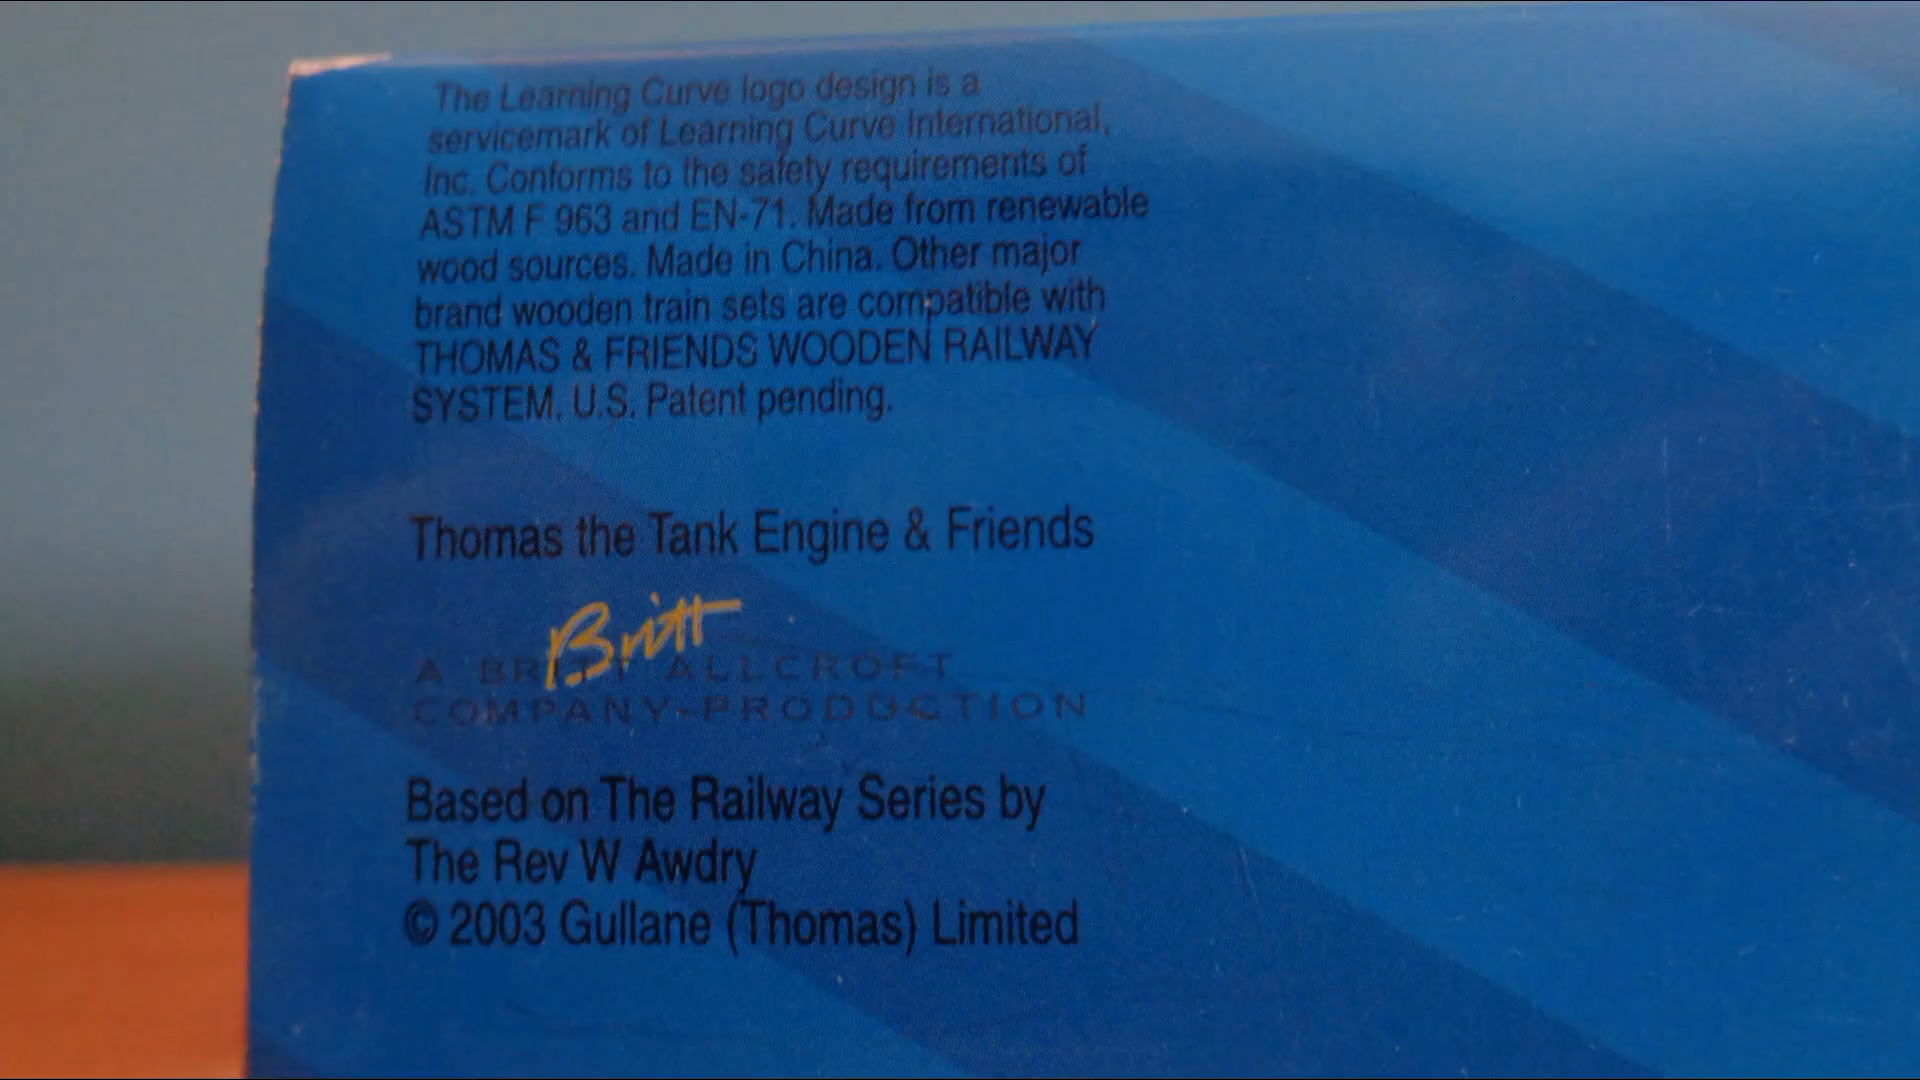 The Learning Curve logo design is a
servicemark of Learning Curve International,
Inc. Conforms to the safety requirements of
ASTM F 963 and EN-71. Made from renewable
wood sources. Made in China. Other major
brand wooden train sets are compatible with
THOMAS & FRIENDS WOODEN RAILWAY
SYSTEM. U.S. Patent pending.
Thomas the Tank Engine & Friends
Britt
A BRITT ALLCROFT
COMPANY PRODUCTION
Based on The Railway Series by
The Rev W Awdry
© 2003 Gullane (Thomas) Limited